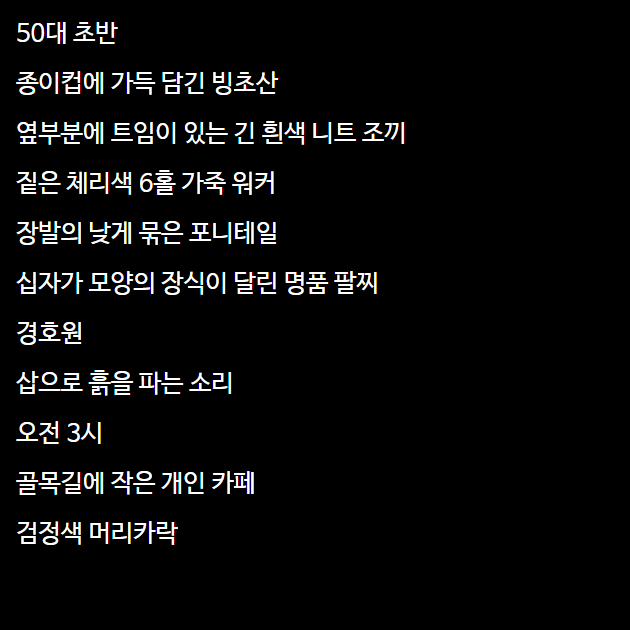 50대 초반
종이컵에 가득 담긴 빙초산
옆부분에 트임이 있는 긴 흰색 니트 조끼
짙은 체리색 6홀 가죽 워커
장발의 낮게 묶은 포니테일
십자가 모양의 장식이 달린 명품 팔찌
경호원
삽으로 흙을 파는 소리
오전 3시
골목길에 작은 개인 카페
검정색 머리카락